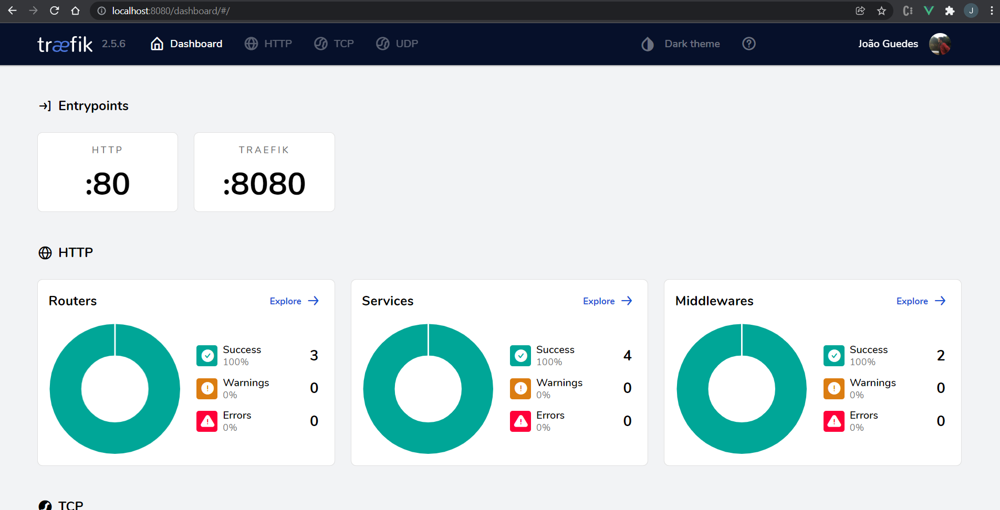 localhost:8080/dashboard/#/
J
træfik 2.5.6 Dashboard HTTP TCP UDP Dark theme João Guedes
Entrypoints
HTTP
:80
TRAEFIK
:8080
HTTP
Routers Explore
Success 3
100%
Warnings 0
0%
Errors 0
0%
Services Explore
Success 4
100%
Warnings 0
0%
Errors 0
0%
Middlewares Explore
Success 2
100%
Warnings 0
0%
Errors 0
0%
TCP